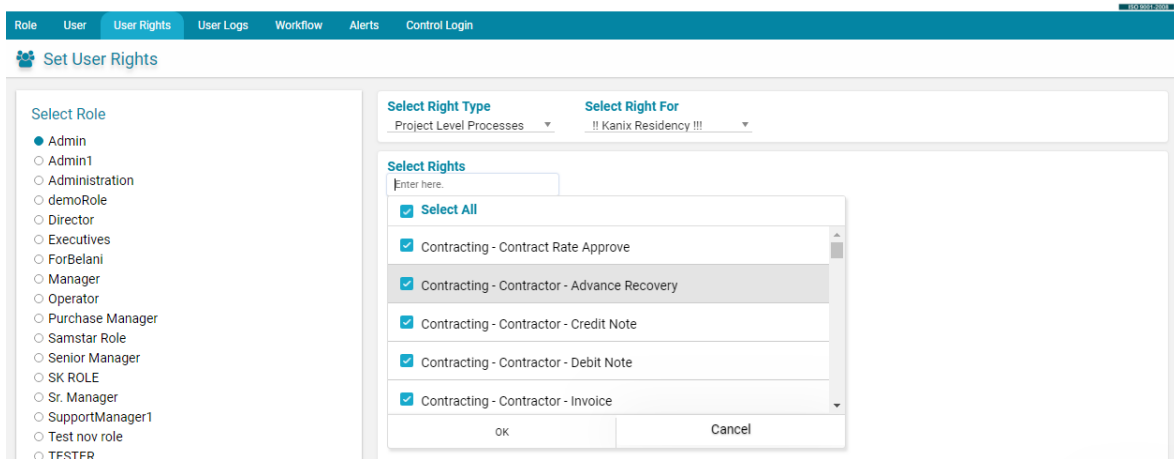 ISO 9001:2008
Role User User Rights User Logs Workflow Alerts Control Login
Set User Rights
Select Role
Admin
Admin1
Administration
demoRole
Director
Executives
ForBelani
Manager
Operator
Purchase Manager
Samstar Role
Senior Manager
SK ROLE
Sr. Manager
SupportManager1
Test nov role
TESTER
Select Right Type Select Right For
Project Level Processes !! Kanix Residency !!!
Select Rights
Enter here.
Select All
Contracting - Contract Rate Approve
Contracting - Contractor - Advance Recovery
Contracting - Contractor - Credit Note
Contracting - Contractor - Debit Note
Contracting - Contractor - Invoice
OK Cancel